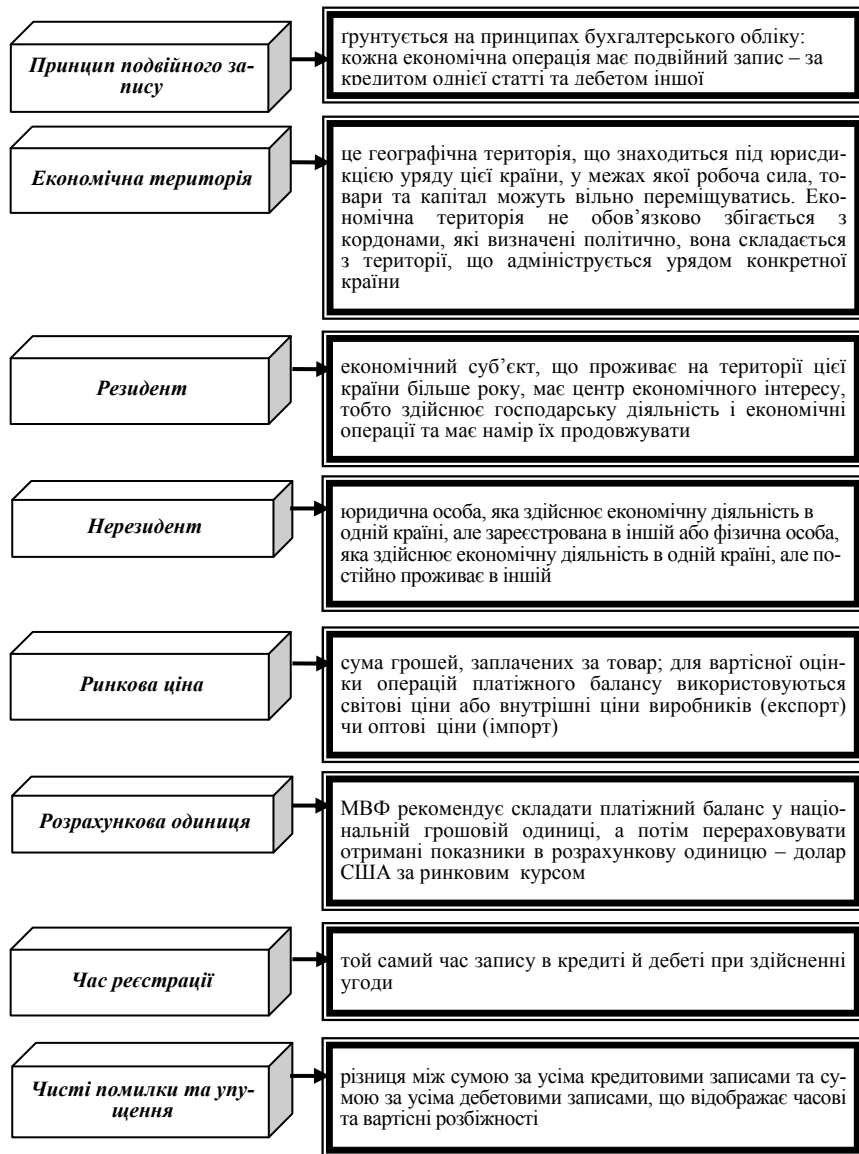 Принцип подвійного за-
пису
ґрунтується на принципах бухгалтерського обліку:
кожна економічна операція має подвійний запис – за
кредитом однієї статті та дебетом іншої
Економічна територія
це географічна територія, що знаходиться під юрисди-
кцією уряду цієї країни, у межах якої робоча сила, то-
вари та капітал можуть вільно переміщуватись. Еко-
номічна територія не обов’язково збігається з
кордонами, які визначені політично, вона складається
з території, що адмініструється урядом конкретної
країни
Резидент
економічний суб’єкт, що проживає на території цієї
країни більше року, має центр економічного інтересу,
тобто здійснює господарську діяльність і економічні
операції та має намір їх продовжувати
Нерезидент
юридична особа, яка здійснює економічну діяльність в
одній країні, але зареєстрована в іншій або фізична особа,
яка здійснює економічну діяльність в одній країні, але по-
стійно проживає в іншій
Ринкова ціна
сума грошей, заплачених за товар; для вартісної оцін-
ки операцій платіжного балансу використовуються
світові ціни або внутрішні ціни виробників (експорт)
чи оптові ціни (імпорт)
Розрахункова одиниця
МВФ рекомендує складати платіжний баланс у націо-
нальній грошовій одиниці, а потім перераховувати
отримані показники в розрахункову одиницю – долар
США за ринковим курсом
Час реєстрації
той самий час запису в кредиті й дебеті при здійсненні
угоди
Чисті помилки та упу-
щення
різниця між сумою за усіма кредитовими записами та су-
мою за усіма дебетовими записами, що відображає часові
та вартісні розбіжності